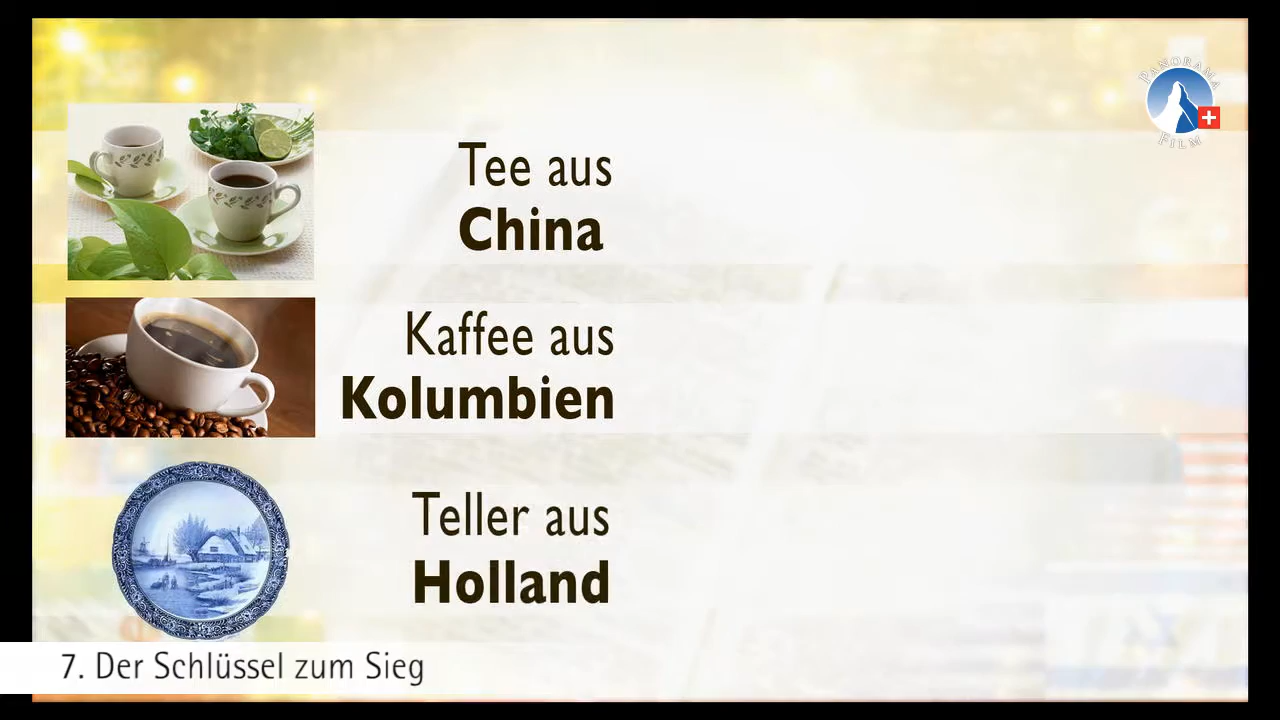 PANORAMA
FILM
Tee aus
China
Kaffee aus
Kolumbien
Teller aus
Holland
7. Der Schlüssel zum Sieg